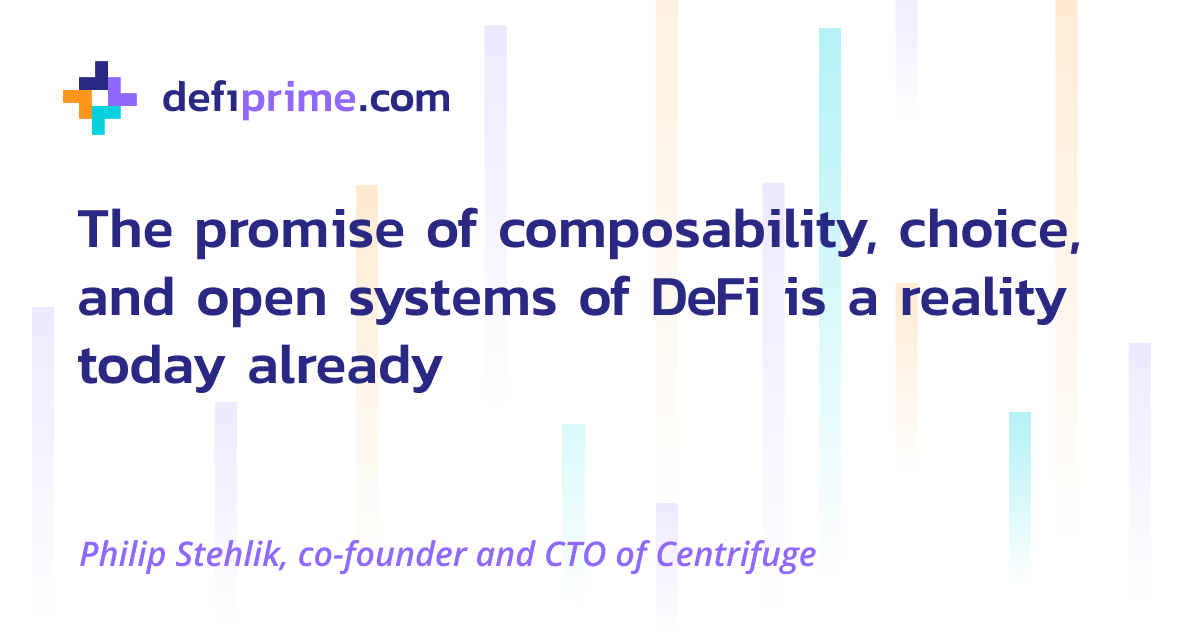 defiprime.com
The promise of composability, choice,
and open systems of DeFi is a reality
today already
Philip Stehlik, co-founder and CTO of Centrifuge